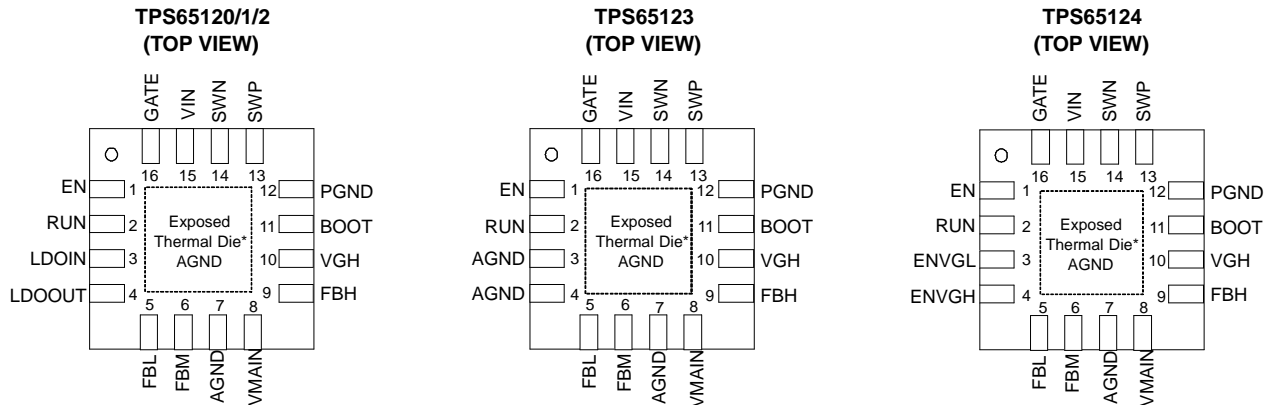 TPS65120/1/2
(TOP VIEW)
GATE
VIN
SWN
SWP
16
15
14
13
EN
1
RUN
2
LDOIN
3
LDOOUT
4
Exposed
Thermal Die*
AGND
12
PGND
11
BOOT
10
VGH
9
FBH
5
6
7
8
FBL
FBM
AGND
VMAIN
TPS65123
(TOP VIEW)
GATE
VIN
SWN
SWP
16
15
14
13
EN
1
RUN
2
AGND
3
AGND
4
Exposed
Thermal Die*
AGND
12
PGND
11
BOOT
10
VGH
9
FBH
5
6
7
8
FBL
FBM
AGND
VMAIN
TPS65124
(TOP VIEW)
GATE
VIN
SWN
SWP
16
15
14
13
EN
1
RUN
2
ENVGL
3
ENVGH
4
Exposed
Thermal Die*
AGND
12
PGND
11
BOOT
10
VGH
9
FBH
5
6
7
8
FBL
FBM
AGND
VMAIN